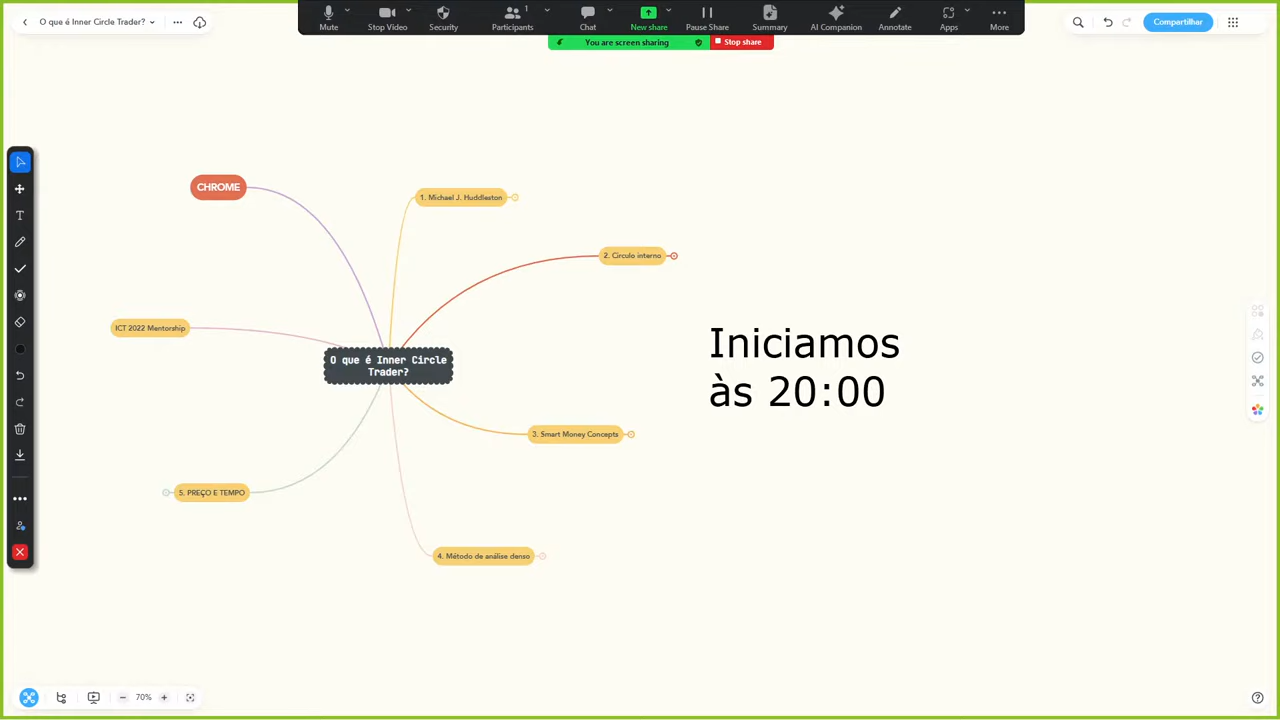 O que é Inner Circle Trader?
Mute
Stop Video
Security
Participants
1
Chat
New share
Pause Share
Summary
AI Companion
Annotate
Apps
More
You are screen sharing
Stop share
Compartilhar
CHROME
1. Michael J. Huddleston
2. Circulo interno
ICT 2022 Mentorship
O que é Inner Circle
Trader?
Iniciamos
às 20:00
3. Smart Money Concepts
5. PREÇO E TEMPO
4. Método de análise denso
70%